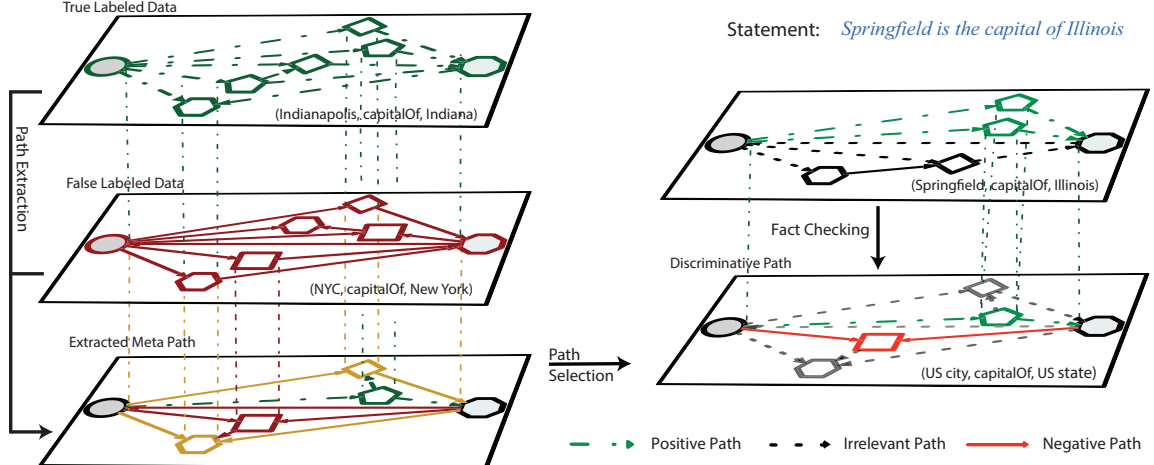 True Labeled Data
Statement: Springfield is the capital of Illinois
(Indianapolis, capitalOf, Indiana)
Path Extraction
False Labeled Data
(Springfield, capitalOf, Illinois)
Fact Checking
Discriminative Path
(NYC, capitalOf, New York)
Extracted Meta Path
Path
Selection
(US city, capitalOf, US state)
Positive Path
Irrelevant Path
Negative Path